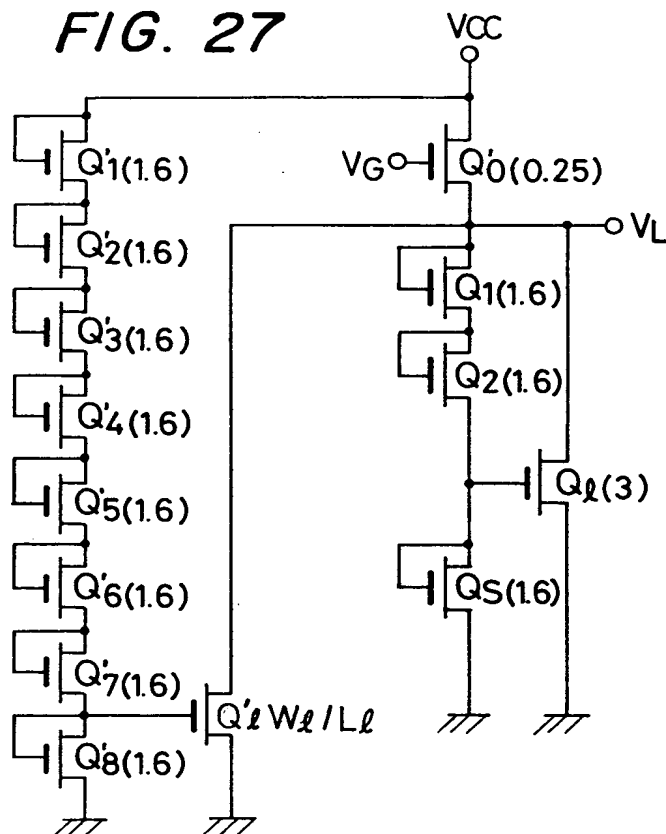 FIG. 27
VCC
VG
Q'0(0.25)
VL
Q'1(1.6)
Q'2(1.6)
Q'3(1.6)
Q'4(1.6)
Q'5(1.6)
Q'6(1.6)
Q'7(1.6)
Q'8(1.6)
Q'ℓ Wℓ/Lℓ
Q1(1.6)
Q2(1.6)
Qℓ(3)
QS(1.6)